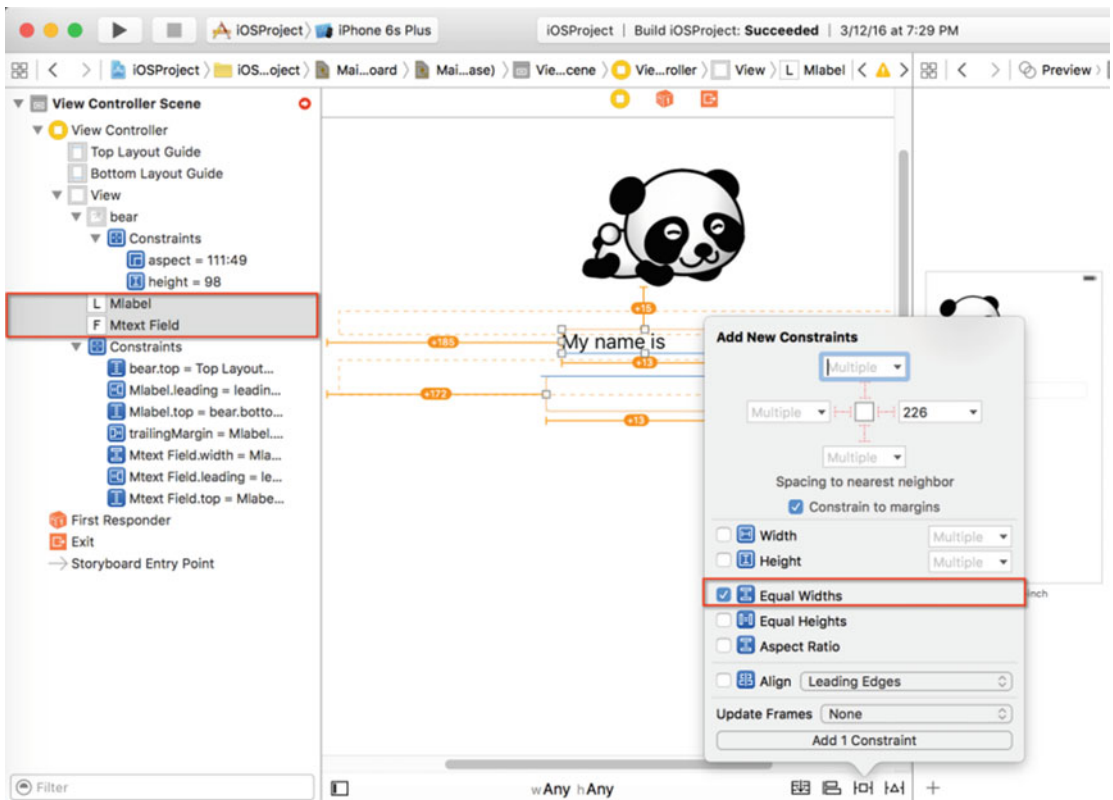 iOSProject iPhone 6s Plus
iOSProject | Build iOSProject: Succeeded | 3/12/16 at 7:29 PM
iOSProject iOS...oject Mai...oard Mai...ase) Vie...cene Vie...roller View L Mlabel
Preview
View Controller Scene
View Controller
Top Layout Guide
Bottom Layout Guide
View
bear
Constraints
aspect = 111:49
height = 98
L Mlabel
F Mtext Field
Constraints
bear.top = Top Layout...
Mlabel.leading = leadin...
Mlabel.top = bear.botto...
trailingMargin = Mlabel....
Mtext Field.width = Mla...
Mtext Field.leading = le...
Mtext Field.top = Mlabe...
First Responder
Exit
Storyboard Entry Point
Filter
+15
+185
My name is
+13
+172
+13
wAny hAny
Add New Constraints
Multiple
Multiple
226
Multiple
Spacing to nearest neighbor
Constrain to margins
Width Multiple
Height Multiple
Equal Widths
Equal Heights
Aspect Ratio
Align Leading Edges
Update Frames None
Add 1 Constraint
inch